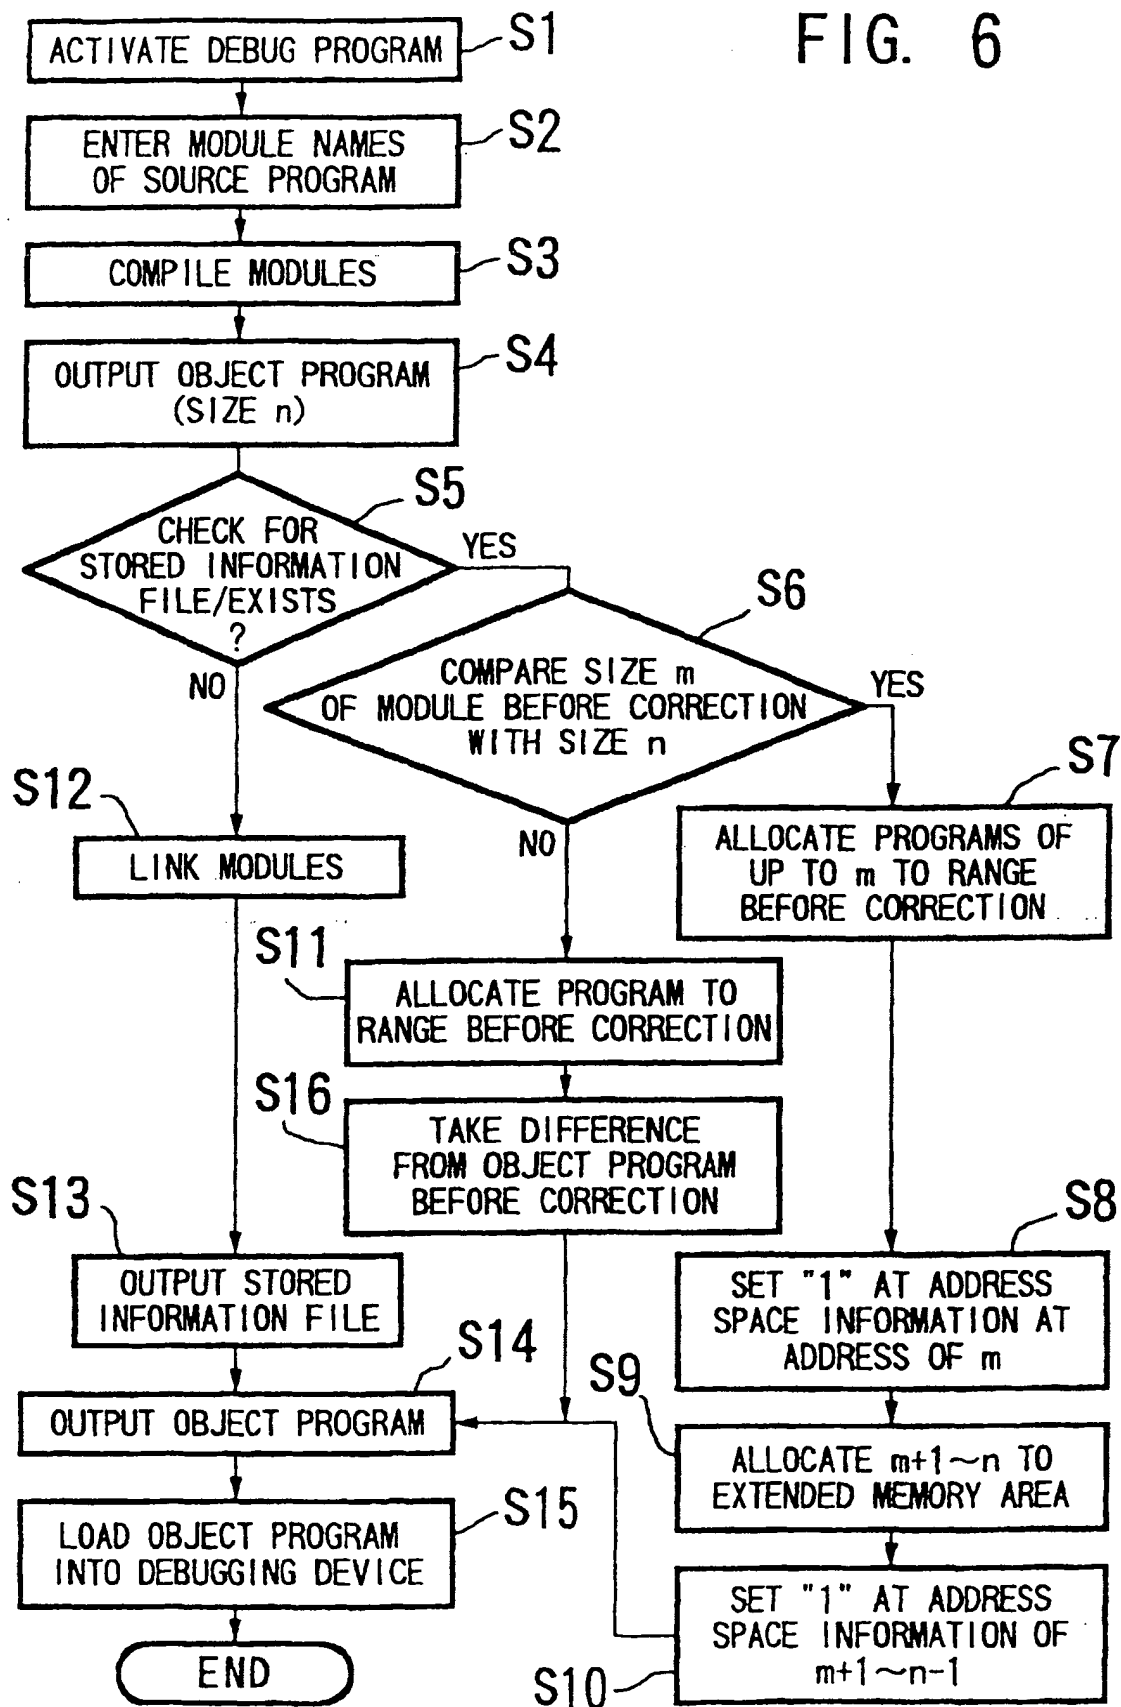 FIG. 6
ACTIVATE DEBUG PROGRAM
S1
ENTER MODULE NAMES
OF SOURCE PROGRAM
S2
COMPILE MODULES
S3
OUTPUT OBJECT PROGRAM
(SIZE n)
S4
CHECK FOR
STORED INFORMATION
FILE/EXISTS
?
S5
YES
NO
COMPARE SIZE m
OF MODULE BEFORE CORRECTION
WITH SIZE n
S6
YES
NO
S7
ALLOCATE PROGRAMS OF
UP TO m TO RANGE
BEFORE CORRECTION
S12
LINK MODULES
S11
ALLOCATE PROGRAM TO
RANGE BEFORE CORRECTION
S16
TAKE DIFFERENCE
FROM OBJECT PROGRAM
BEFORE CORRECTION
S13
OUTPUT STORED
INFORMATION FILE
S8
SET "1" AT ADDRESS
SPACE INFORMATION AT
ADDRESS OF m
S14
OUTPUT OBJECT PROGRAM
S9
ALLOCATE m+1~n TO
EXTENDED MEMORY AREA
S15
LOAD OBJECT PROGRAM
INTO DEBUGGING DEVICE
SET "1" AT ADDRESS
SPACE INFORMATION OF
m+1~n-1
S10
END